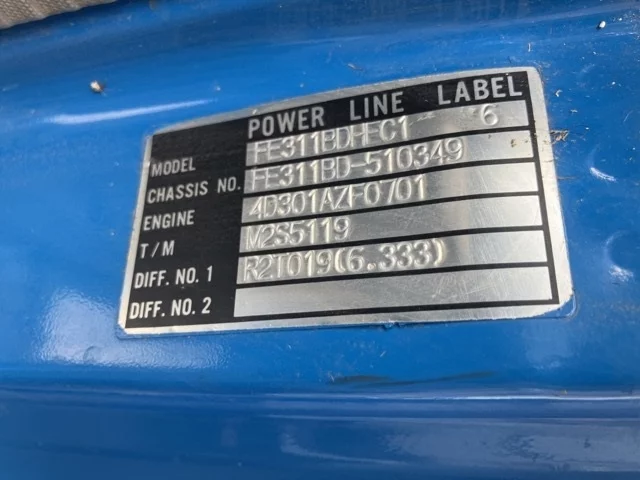 POWER LINE LABEL
MODEL FE311BDHFC1 6
CHASSIS NO. FE311BD-510349
ENGINE 4D301AZF0701
T/M M2S5119
DIFF. NO. 1 R2T019(6.333)
DIFF. NO. 2